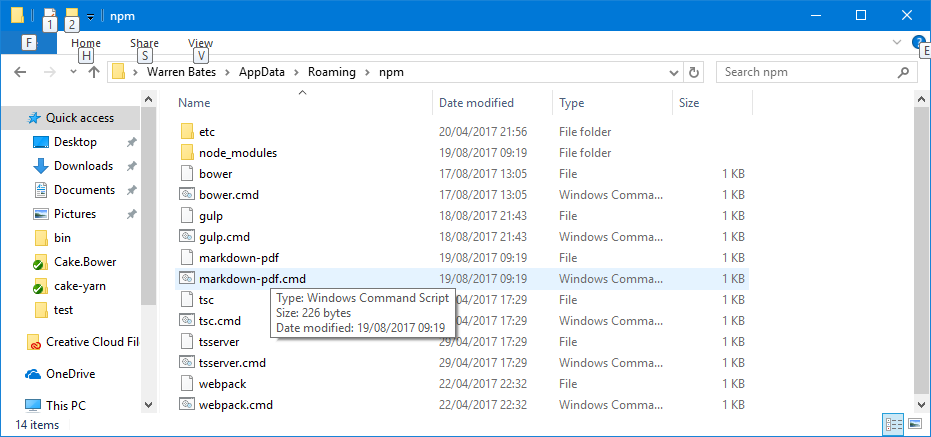 npm
1 2
F Home Share View E
H S V
Warren Bates AppData Roaming npm Search npm
Name Date modified Type Size
Quick access
Desktop
Downloads
Documents
Pictures
bin
Cake.Bower
cake-yarn
test
Creative Cloud Fil
OneDrive
This PC
etc 20/04/2017 21:56 File folder
node_modules 19/08/2017 09:19 File folder
bower 17/08/2017 13:05 File 1 KB
bower.cmd 17/08/2017 13:05 Windows Comma... 1 KB
gulp 18/08/2017 21:43 File 1 KB
gulp.cmd 18/08/2017 21:43 Windows Comma... 1 KB
markdown-pdf 19/08/2017 09:19 File 1 KB
markdown-pdf.cmd 19/08/2017 09:19 Windows Comma... 1 KB
tsc 04/2017 17:29 File 1 KB
tsc.cmd 04/2017 17:29 Windows Comma... 1 KB
tsserver 04/2017 17:29 File 1 KB
tsserver.cmd 29/04/2017 17:29 Windows Comma... 1 KB
webpack 22/04/2017 22:32 File 1 KB
webpack.cmd 22/04/2017 22:32 Windows Comma... 1 KB
Type: Windows Command Script
Size: 226 bytes
Date modified: 19/08/2017 09:19
14 items